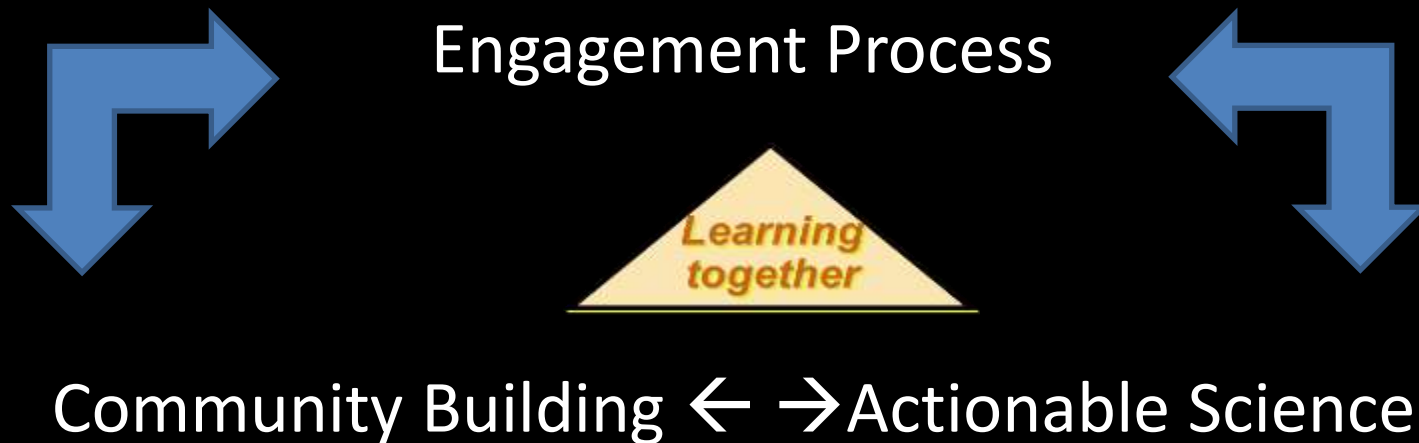 Engagement Process
Learning
together
Community Building ← →Actionable Science